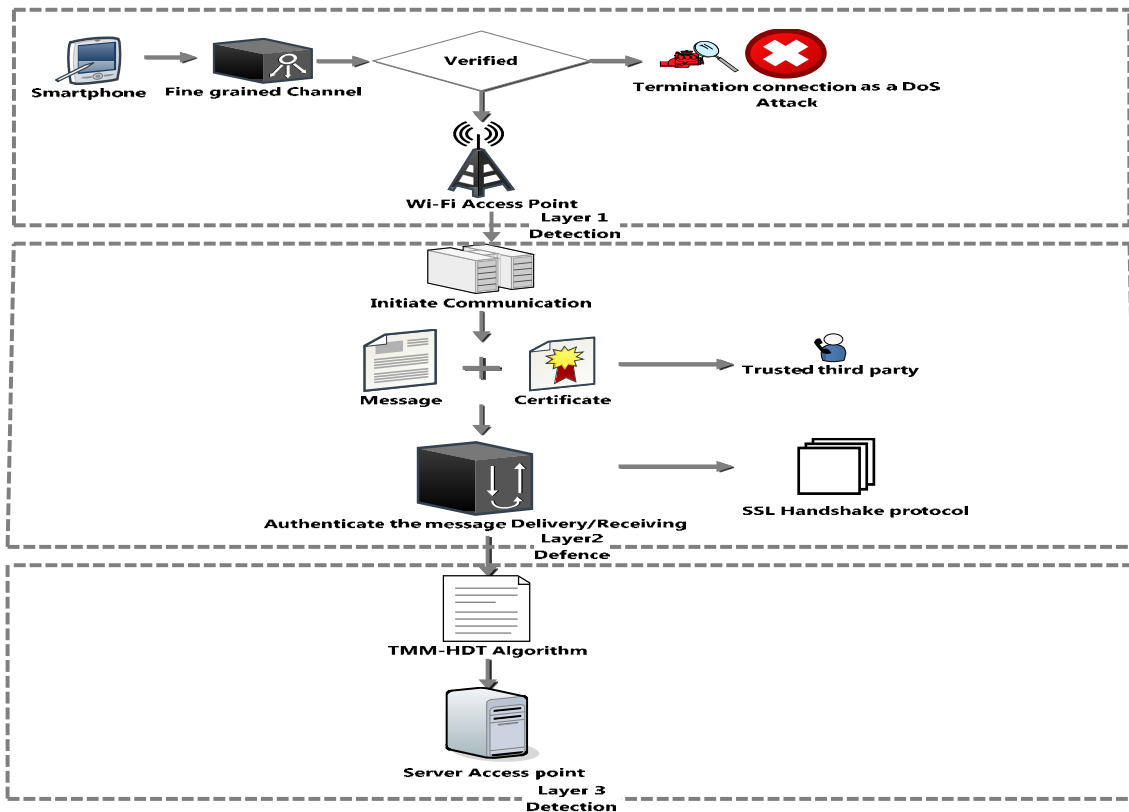 Verified
Smartphone
Fine grained Channel
Termination connection as a DoS
Attack
Wi-Fi Access Point
Layer 1
Detection
Initiate Communication
Trusted third party
Message
Certificate
SSL Handshake protocol
Authenticate the message Delivery/Receiving
Layer2
Defence
TMM-HDT Algorithm
Server Access point
Layer 3
Detection